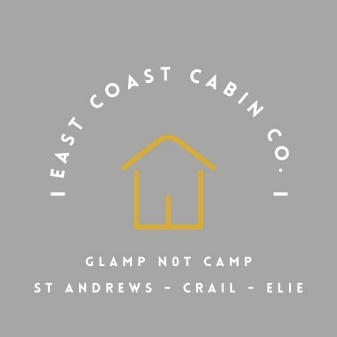 EAST COAST CABIN CO.
GLAMP NOT CAMP
ST ANDREWS - CRAIL - ELIE